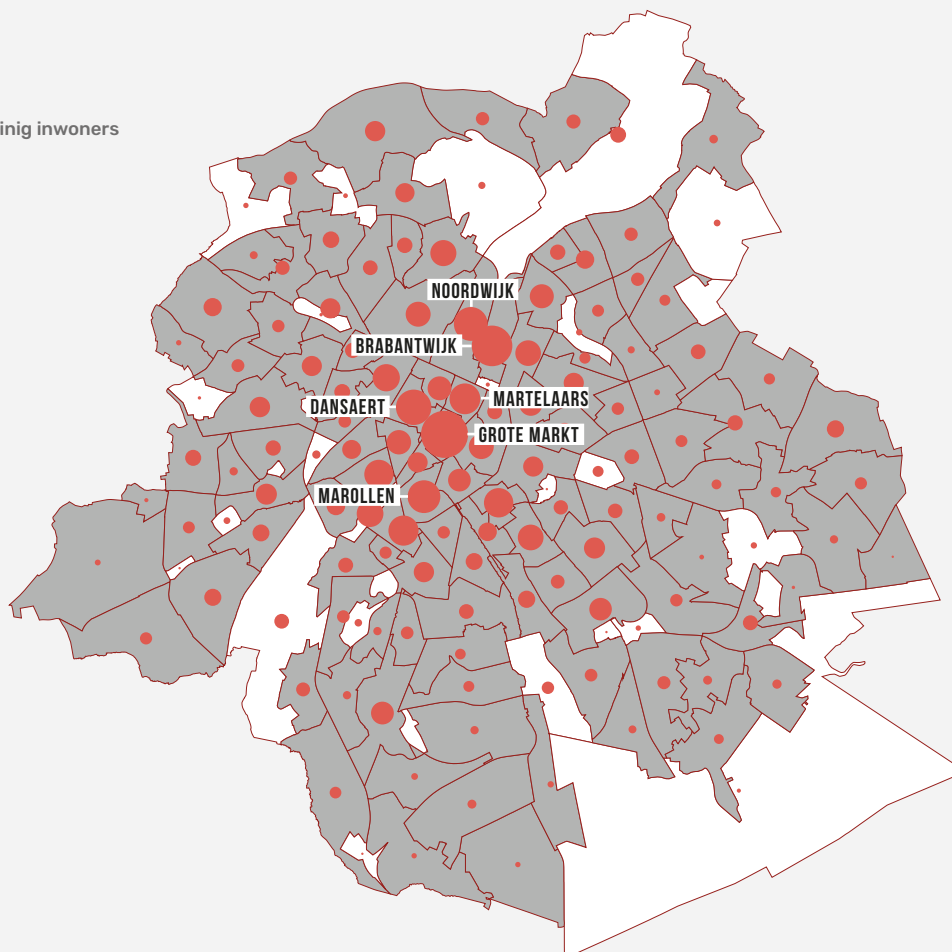 inig inwoners
NOORDWIJK
BRABANTWIJK
MARTELAARS
DANSAERT
GROTE MARKT
MAROLLEN